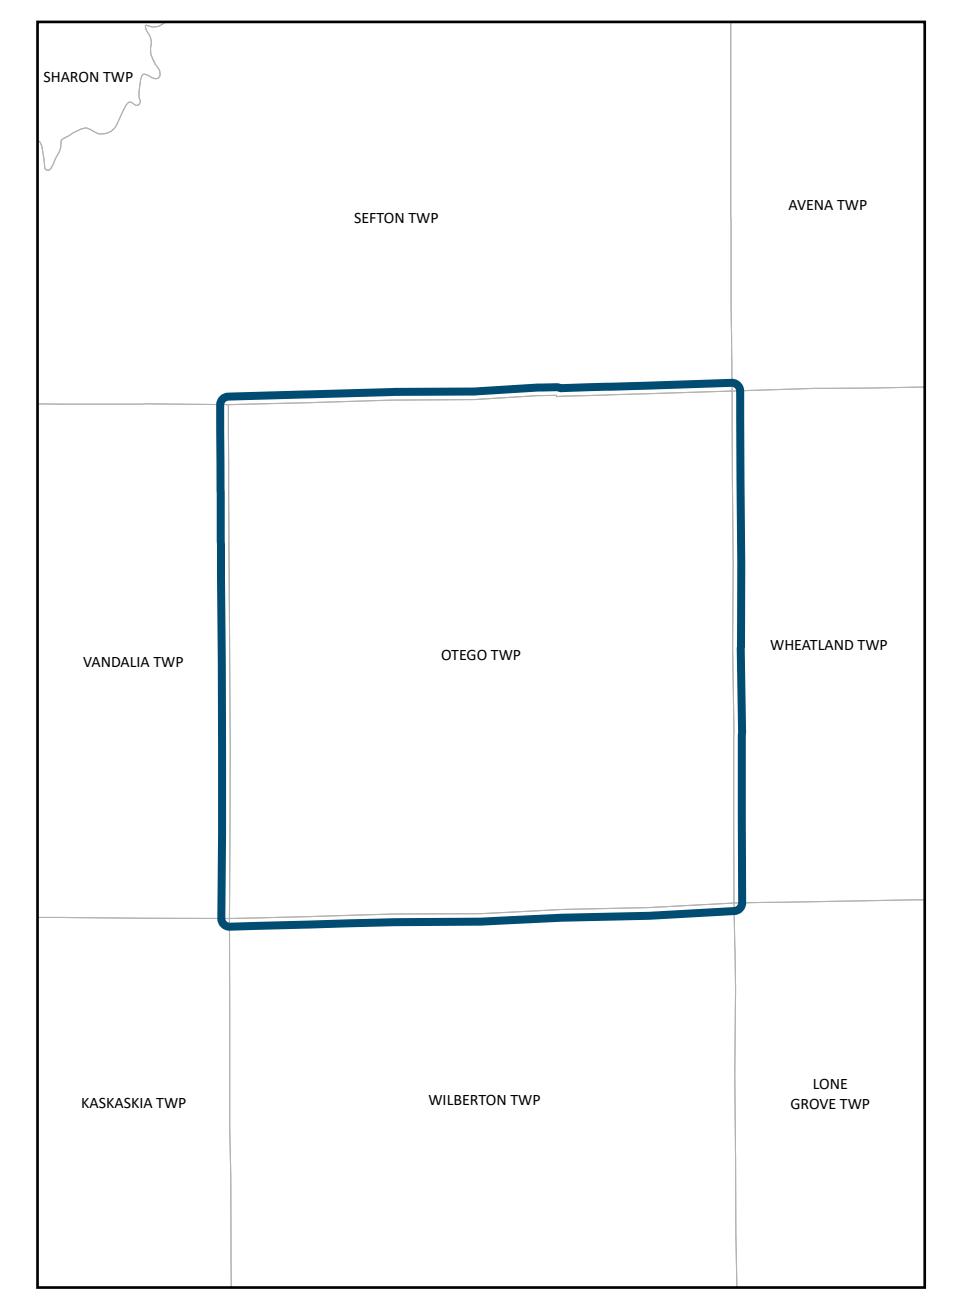 SHARON TWP
AVENA TWP
SEFTON TWP
WHEATLAND TWP
OTEGO TWP
VANDALIA TWP
LONE
GROVE TWP
WILBERTON TWP
KASKASKIA TWP